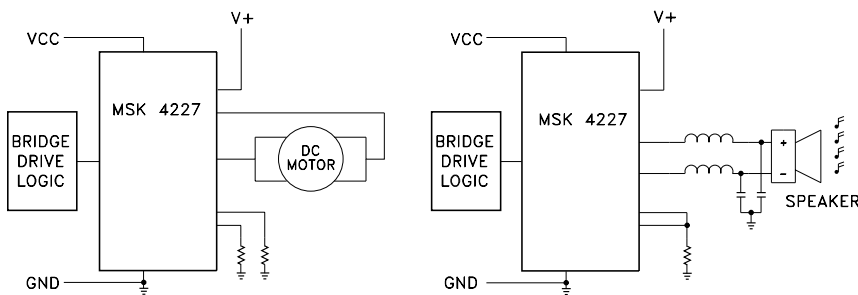 V+
VCC
MSK 4227
BRIDGE
DRIVE
LOGIC
DC
MOTOR
GND
V+
VCC
MSK 4227
BRIDGE
DRIVE
LOGIC
+
−
SPEAKER
GND